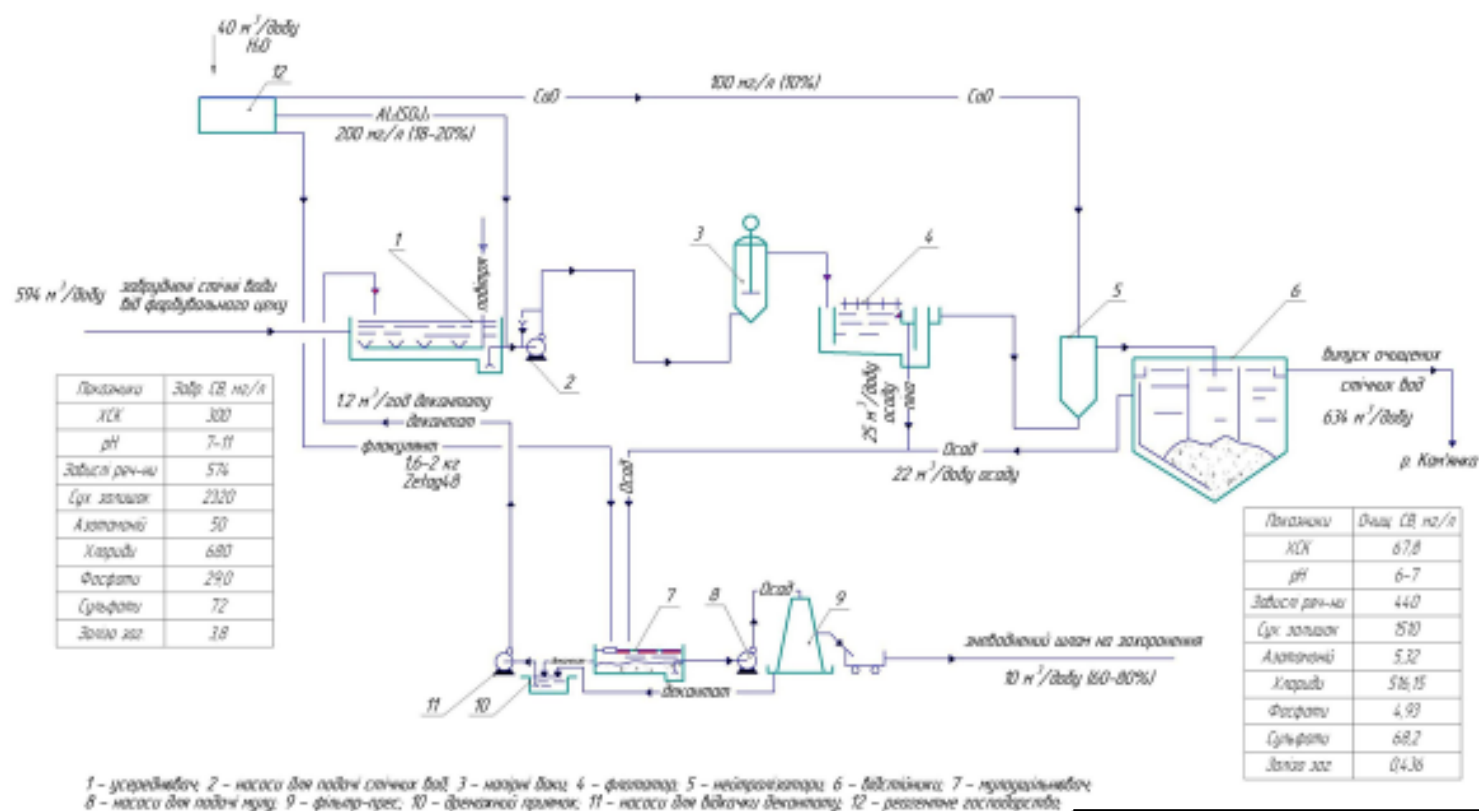 40 м³/добу
H₂O
12
CaO
100 мг/л (10%)
CaO
Al₂(SO₄)₃
200 мг/л (18-20%)
1
3
4
5
6
594 м³/добу
забруднені стічні води
від фарбувального цеху
повітря
2
Випуск очищених
стічних вод
634 м³/добу
р. Кам'янка
1,2 м³/год декантату
декантат
флокулянт
1,6-2 кг
Zetag48
Осад
25 м³/добу
осаду
піна
Осад
22 м³/добу осаду
Показники Забр. СВ, мг/л
ХСК 300
pH 7-11
Завислі реч-ни 574
Сух. залишок 2320
Азот амоній 50
Хлориди 680
Фосфати 29,0
Сульфати 72
Залізо заг. 3,8
Показники Очищ. СВ, мг/л
ХСК 67,8
pH 6-7
Завислі реч-ни 44,0
Сух. залишок 1510
Азот амоній 5,32
Хлориди 516,15
Фосфати 4,93
Сульфати 68,2
Залізо заг. 0,436
7
8
Осад
9
зневоднений шлам на захоронення
10 м³/добу (60-80%)
декантат
11
10
1 - усереднювач; 2 - насоси для подачі стічних вод; 3 - напірні баки; 4 - флотатор; 5 - нейтралізатори; 6 - відстійники; 7 - мулоущільнювач;
8 - насоси для подачі мулу; 9 - фільтр-прес; 10 - дренажний приямок; 11 - насоси для відкачки декантату; 12 - реагентне господарство;